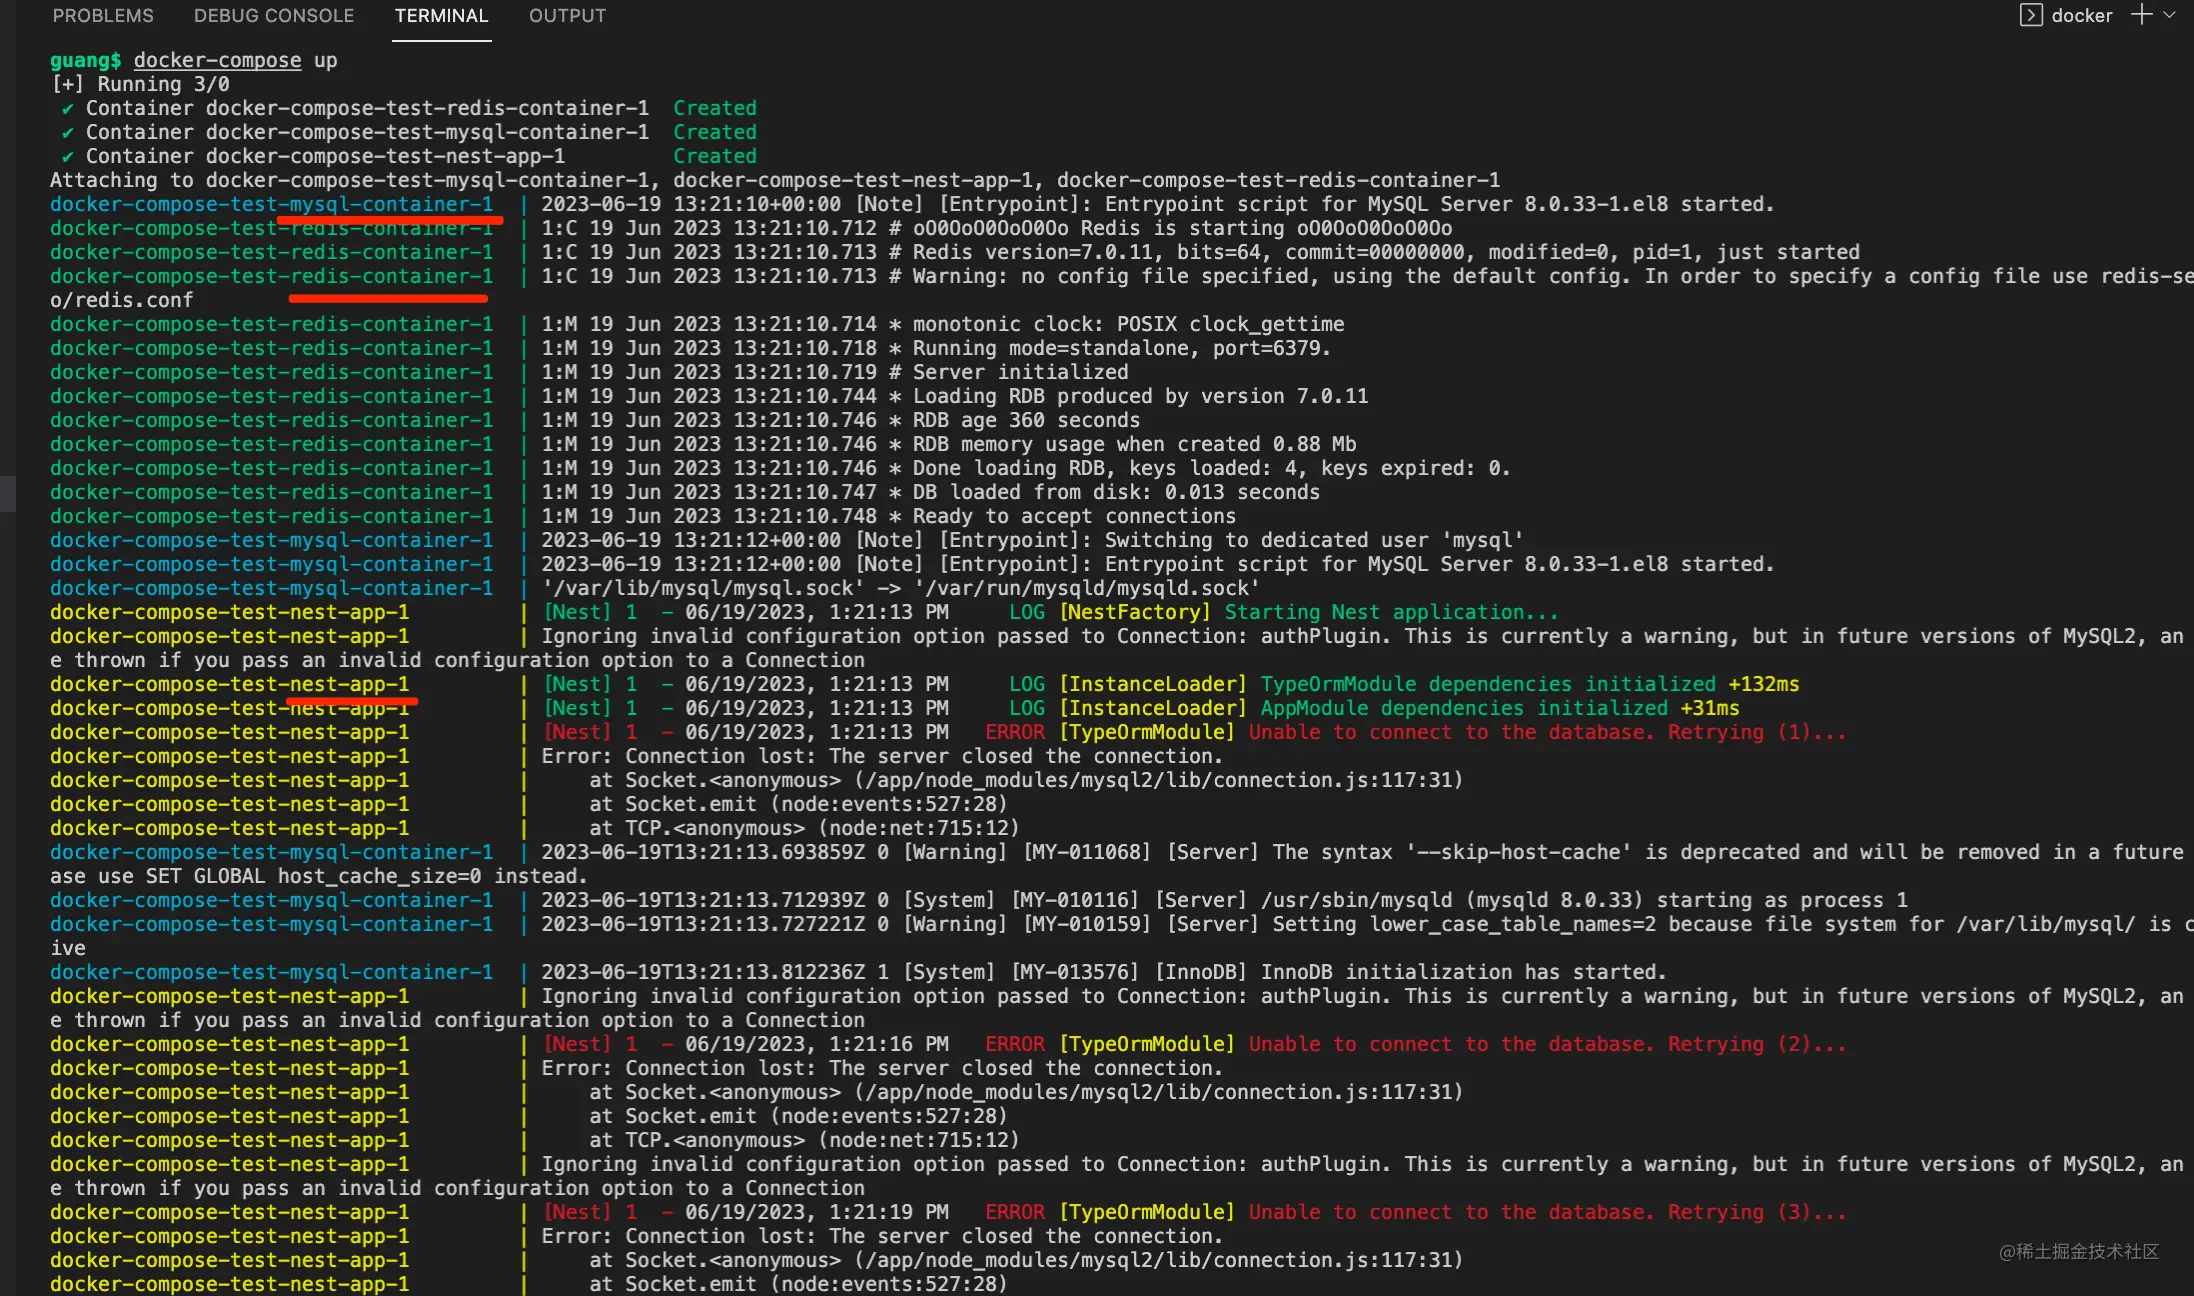 PROBLEMS DEBUG CONSOLE TERMINAL OUTPUT docker
guang$ docker-compose up
[+] Running 3/0
✔ Container docker-compose-test-redis-container-1 Created
✔ Container docker-compose-test-mysql-container-1 Created
✔ Container docker-compose-test-nest-app-1 Created
Attaching to docker-compose-test-mysql-container-1, docker-compose-test-nest-app-1, docker-compose-test-redis-container-1
docker-compose-test-mysql-container-1 | 2023-06-19 13:21:10+00:00 [Note] [Entrypoint]: Entrypoint script for MySQL Server 8.0.33-1.el8 started.
docker-compose-test-redis-container-1 | 1:C 19 Jun 2023 13:21:10.712 # oO0OoO0OoO0Oo Redis is starting oO0OoO0OoO0Oo
docker-compose-test-redis-container-1 | 1:C 19 Jun 2023 13:21:10.713 # Redis version=7.0.11, bits=64, commit=00000000, modified=0, pid=1, just started
docker-compose-test-redis-container-1 | 1:C 19 Jun 2023 13:21:10.713 # Warning: no config file specified, using the default config. In order to specify a config file use redis-se
o/redis.conf
docker-compose-test-redis-container-1 | 1:M 19 Jun 2023 13:21:10.714 * monotonic clock: POSIX clock_gettime
docker-compose-test-redis-container-1 | 1:M 19 Jun 2023 13:21:10.718 * Running mode=standalone, port=6379.
docker-compose-test-redis-container-1 | 1:M 19 Jun 2023 13:21:10.719 # Server initialized
docker-compose-test-redis-container-1 | 1:M 19 Jun 2023 13:21:10.744 * Loading RDB produced by version 7.0.11
docker-compose-test-redis-container-1 | 1:M 19 Jun 2023 13:21:10.746 * RDB age 360 seconds
docker-compose-test-redis-container-1 | 1:M 19 Jun 2023 13:21:10.746 * RDB memory usage when created 0.88 Mb
docker-compose-test-redis-container-1 | 1:M 19 Jun 2023 13:21:10.746 * Done loading RDB, keys loaded: 4, keys expired: 0.
docker-compose-test-redis-container-1 | 1:M 19 Jun 2023 13:21:10.747 * DB loaded from disk: 0.013 seconds
docker-compose-test-redis-container-1 | 1:M 19 Jun 2023 13:21:10.748 * Ready to accept connections
docker-compose-test-mysql-container-1 | 2023-06-19 13:21:12+00:00 [Note] [Entrypoint]: Switching to dedicated user 'mysql'
docker-compose-test-mysql-container-1 | 2023-06-19 13:21:12+00:00 [Note] [Entrypoint]: Entrypoint script for MySQL Server 8.0.33-1.el8 started.
docker-compose-test-mysql-container-1 | '/var/lib/mysql/mysql.sock' -> '/var/run/mysqld/mysqld.sock'
docker-compose-test-nest-app-1 | [Nest] 1 - 06/19/2023, 1:21:13 PM LOG [NestFactory] Starting Nest application...
docker-compose-test-nest-app-1 | Ignoring invalid configuration option passed to Connection: authPlugin. This is currently a warning, but in future versions of MySQL2, an
e thrown if you pass an invalid configuration option to a Connection
docker-compose-test-nest-app-1 | [Nest] 1 - 06/19/2023, 1:21:13 PM LOG [InstanceLoader] TypeOrmModule dependencies initialized +132ms
docker-compose-test-nest-app-1 | [Nest] 1 - 06/19/2023, 1:21:13 PM LOG [InstanceLoader] AppModule dependencies initialized +31ms
docker-compose-test-nest-app-1 | [Nest] 1 - 06/19/2023, 1:21:13 PM ERROR [TypeOrmModule] Unable to connect to the database. Retrying (1)...
docker-compose-test-nest-app-1 | Error: Connection lost: The server closed the connection.
docker-compose-test-nest-app-1 | at Socket.<anonymous> (/app/node_modules/mysql2/lib/connection.js:117:31)
docker-compose-test-nest-app-1 | at Socket.emit (node:events:527:28)
docker-compose-test-nest-app-1 | at TCP.<anonymous> (node:net:715:12)
docker-compose-test-mysql-container-1 | 2023-06-19T13:21:13.693859Z 0 [Warning] [MY-011068] [Server] The syntax '--skip-host-cache' is deprecated and will be removed in a future
ase use SET GLOBAL host_cache_size=0 instead.
docker-compose-test-mysql-container-1 | 2023-06-19T13:21:13.712939Z 0 [System] [MY-010116] [Server] /usr/sbin/mysqld (mysqld 8.0.33) starting as process 1
docker-compose-test-mysql-container-1 | 2023-06-19T13:21:13.727221Z 0 [Warning] [MY-010159] [Server] Setting lower_case_table_names=2 because file system for /var/lib/mysql/ is c
ive
docker-compose-test-mysql-container-1 | 2023-06-19T13:21:13.812236Z 1 [System] [MY-013576] [InnoDB] InnoDB initialization has started.
docker-compose-test-nest-app-1 | Ignoring invalid configuration option passed to Connection: authPlugin. This is currently a warning, but in future versions of MySQL2, an
e thrown if you pass an invalid configuration option to a Connection
docker-compose-test-nest-app-1 | [Nest] 1 - 06/19/2023, 1:21:16 PM ERROR [TypeOrmModule] Unable to connect to the database. Retrying (2)...
docker-compose-test-nest-app-1 | Error: Connection lost: The server closed the connection.
docker-compose-test-nest-app-1 | at Socket.<anonymous> (/app/node_modules/mysql2/lib/connection.js:117:31)
docker-compose-test-nest-app-1 | at Socket.emit (node:events:527:28)
docker-compose-test-nest-app-1 | at TCP.<anonymous> (node:net:715:12)
docker-compose-test-nest-app-1 | Ignoring invalid configuration option passed to Connection: authPlugin. This is currently a warning, but in future versions of MySQL2, an
e thrown if you pass an invalid configuration option to a Connection
docker-compose-test-nest-app-1 | [Nest] 1 - 06/19/2023, 1:21:19 PM ERROR [TypeOrmModule] Unable to connect to the database. Retrying (3)...
docker-compose-test-nest-app-1 | Error: Connection lost: The server closed the connection.
docker-compose-test-nest-app-1 | at Socket.<anonymous> (/app/node_modules/mysql2/lib/connection.js:117:31)
docker-compose-test-nest-app-1 | at Socket.emit (node:events:527:28)
@稀土掘金技术社区